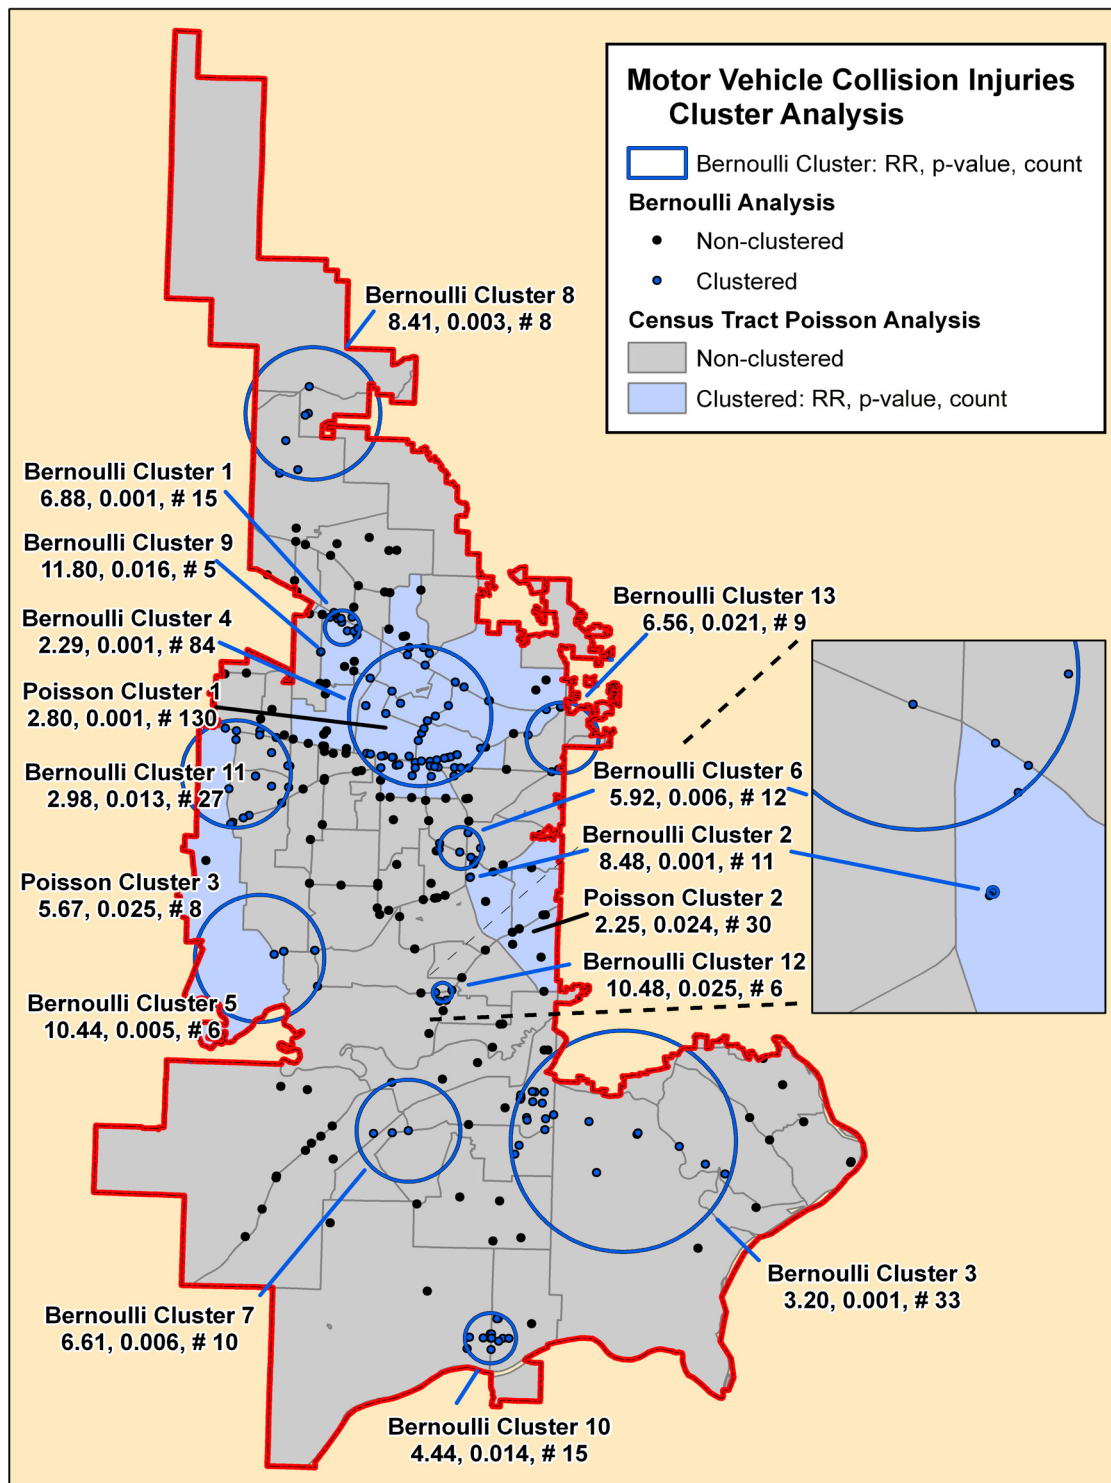 Motor Vehicle Collision Injuries
Cluster Analysis
Bernoulli Cluster: RR, p-value, count
Bernoulli Analysis
Non-clustered
Clustered
Census Tract Poisson Analysis
Non-clustered
Clustered: RR, p-value, count
Bernoulli Cluster 8
8.41, 0.003, # 8
Bernoulli Cluster 1
6.88, 0.001, # 15
Bernoulli Cluster 9
11.80, 0.016, # 5
Bernoulli Cluster 4
2.29, 0.001, # 84
Poisson Cluster 1
2.80, 0.001, # 130
Bernoulli Cluster 11
2.98, 0.013, # 27
Poisson Cluster 3
5.67, 0.025, # 8
Bernoulli Cluster 5
10.44, 0.005, # 6
Bernoulli Cluster 13
6.56, 0.021, # 9
Bernoulli Cluster 6
5.92, 0.006, # 12
Bernoulli Cluster 2
8.48, 0.001, # 11
Poisson Cluster 2
2.25, 0.024, # 30
Bernoulli Cluster 12
10.48, 0.025, # 6
Bernoulli Cluster 3
3.20, 0.001, # 33
Bernoulli Cluster 7
6.61, 0.006, # 10
Bernoulli Cluster 10
4.44, 0.014, # 15